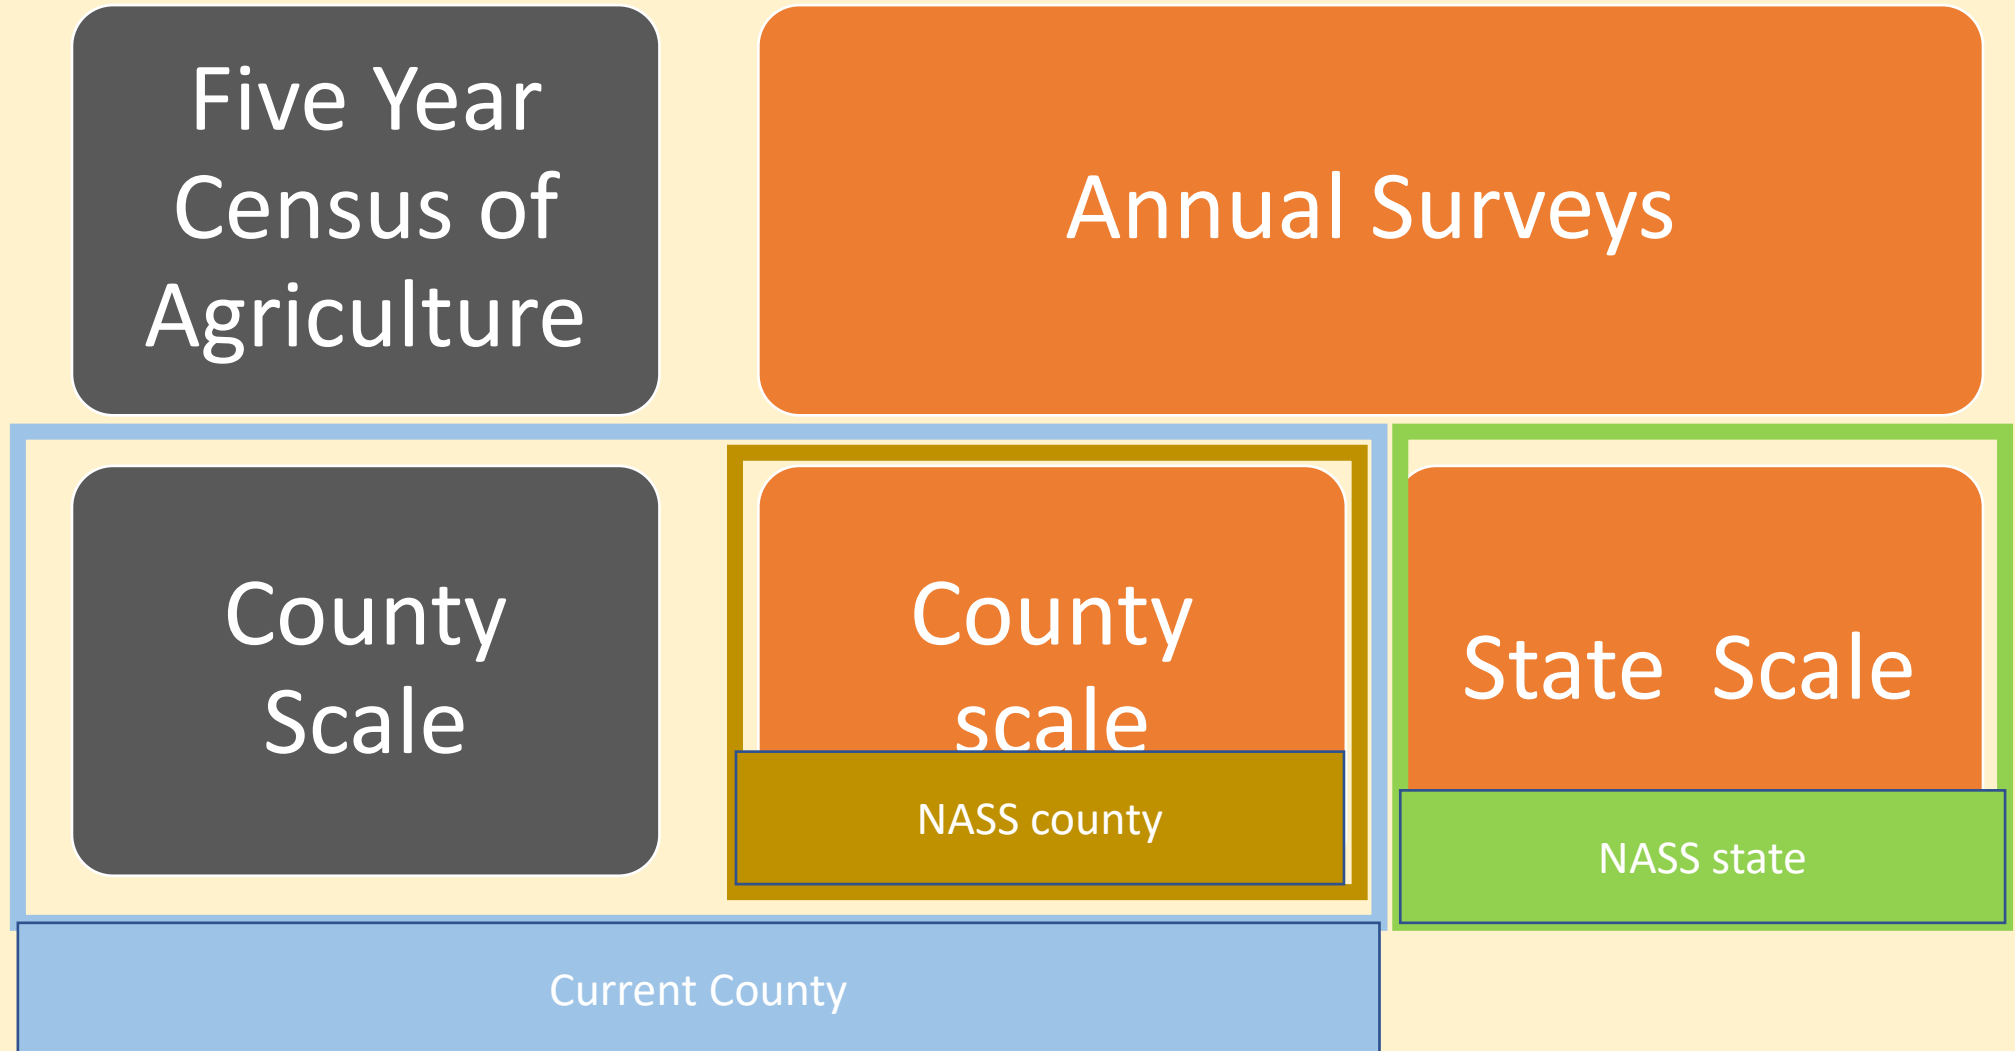 Five Year
Census of
Agriculture
Annual Surveys
County
Scale
County
scale
NASS county
State  Scale
NASS state
Current County